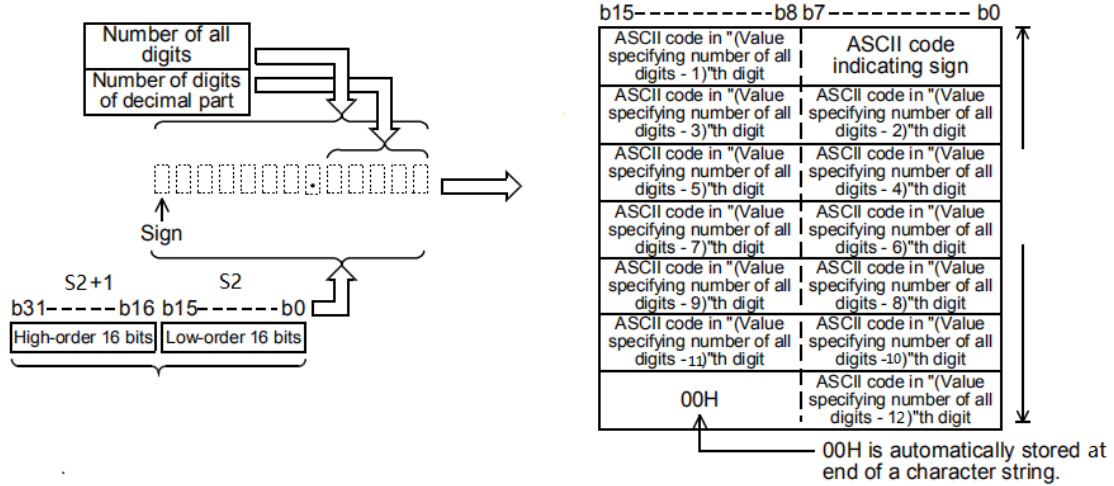 Number of all
digits
Number of digits
of decimal part
.
Sign
S2+1 S2
b31------b16 b15------b0
High-order 16 bits Low-order 16 bits
b15------b8 b7------b0
ASCII code in "(Value
specifying number of all
digits - 1)"th digit
ASCII code
indicating sign
ASCII code in "(Value
specifying number of all
digits - 3)"th digit
ASCII code in "(Value
specifying number of all
digits - 2)"th digit
ASCII code in "(Value
specifying number of all
digits - 5)"th digit
ASCII code in "(Value
specifying number of all
digits - 4)"th digit
ASCII code in "(Value
specifying number of all
digits - 7)"th digit
ASCII code in "(Value
specifying number of all
digits - 6)"th digit
ASCII code in "(Value
specifying number of all
digits - 9)"th digit
ASCII code in "(Value
specifying number of all
digits - 8)"th digit
ASCII code in "(Value
specifying number of all
digits -11)"th digit
ASCII code in "(Value
specifying number of all
digits -10)"th digit
00H
ASCII code in "(Value
specifying number of all
digits - 12)"th digit
00H is automatically stored at
end of a character string.